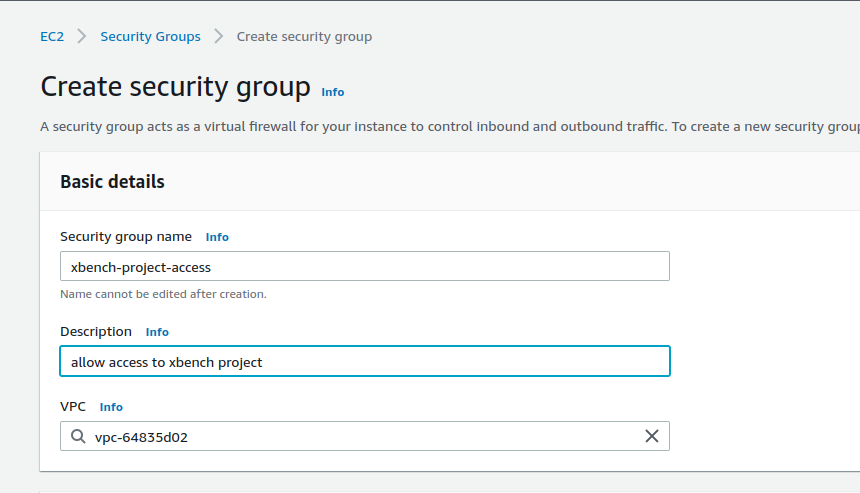 EC2 Security Groups Create security group
Create security group Info
A security group acts as a virtual firewall for your instance to control inbound and outbound traffic. To create a new security group
Basic details
Security group name Info
xbench-project-access
Name cannot be edited after creation.
Description Info
allow access to xbench project
VPC Info
vpc-64835d02